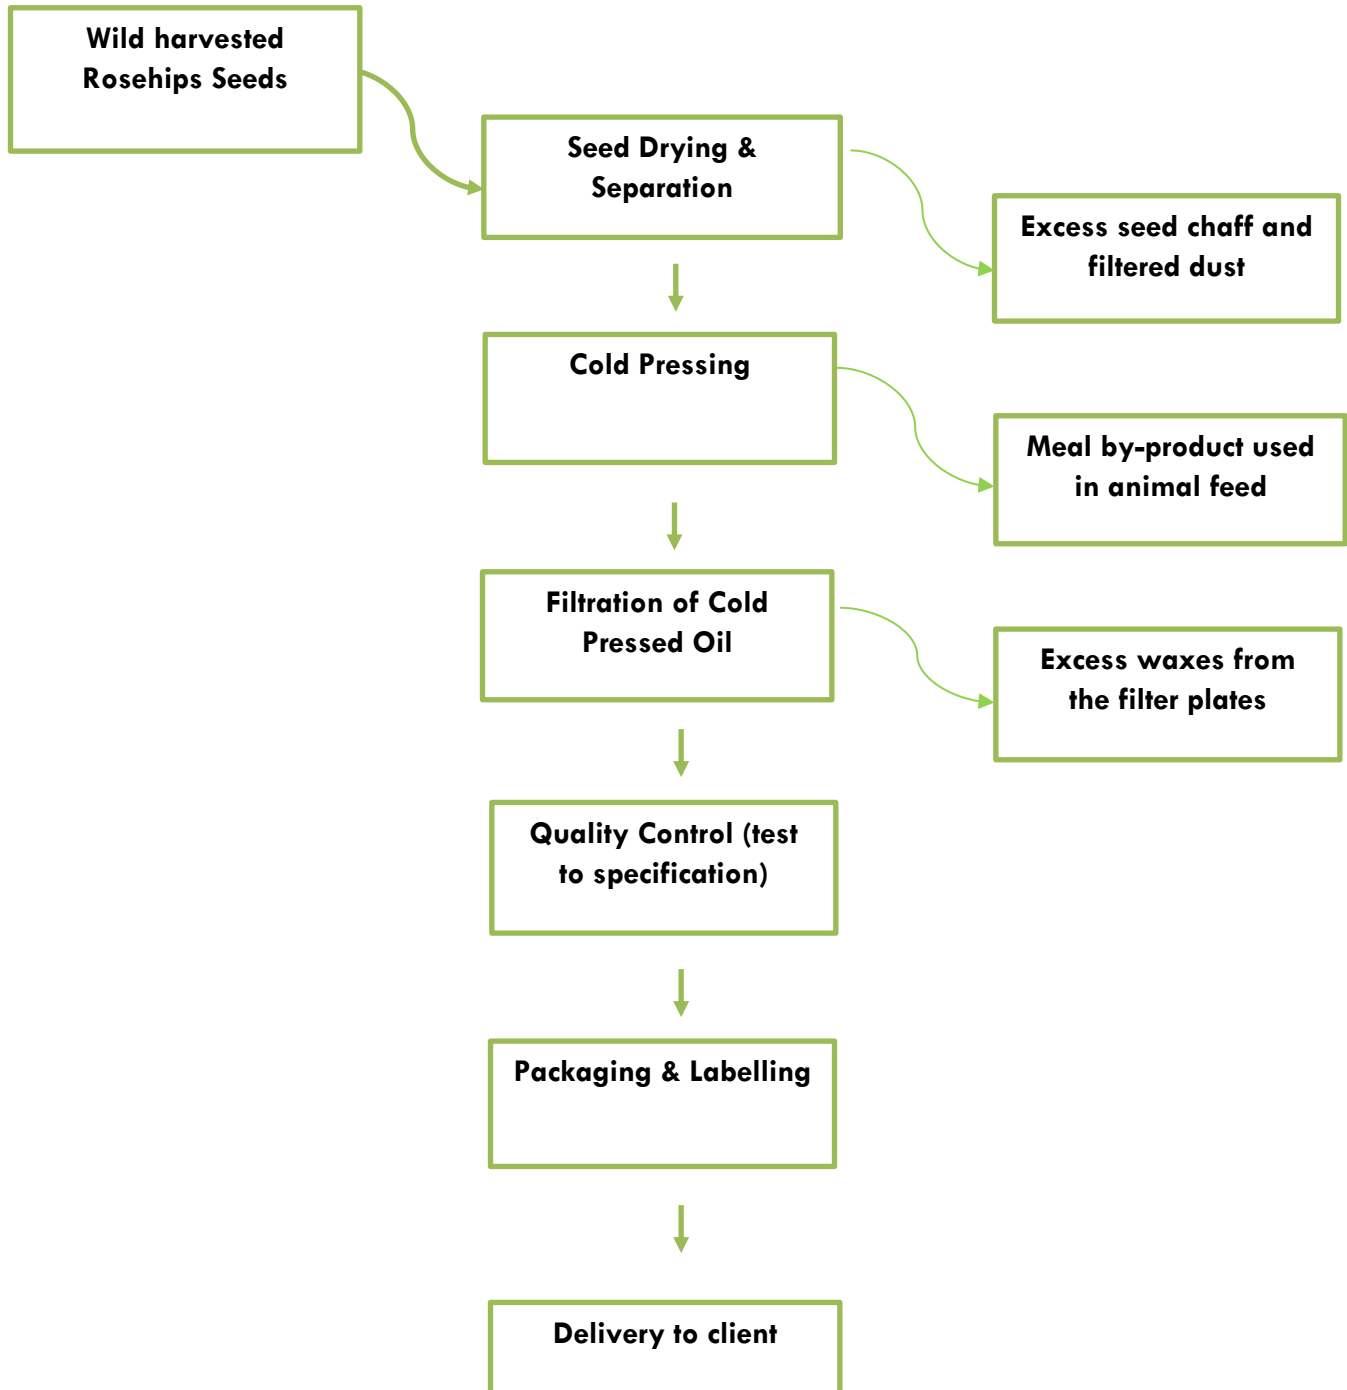 Wild harvested
Rosehips Seeds
Seed Drying &
Separation
Excess seed chaff and
filtered dust
Cold Pressing
Meal by-product used
in animal feed
Filtration of Cold
Pressed Oil
Excess waxes from
the filter plates
Quality Control (test
to specification)
Packaging & Labelling
Delivery to client